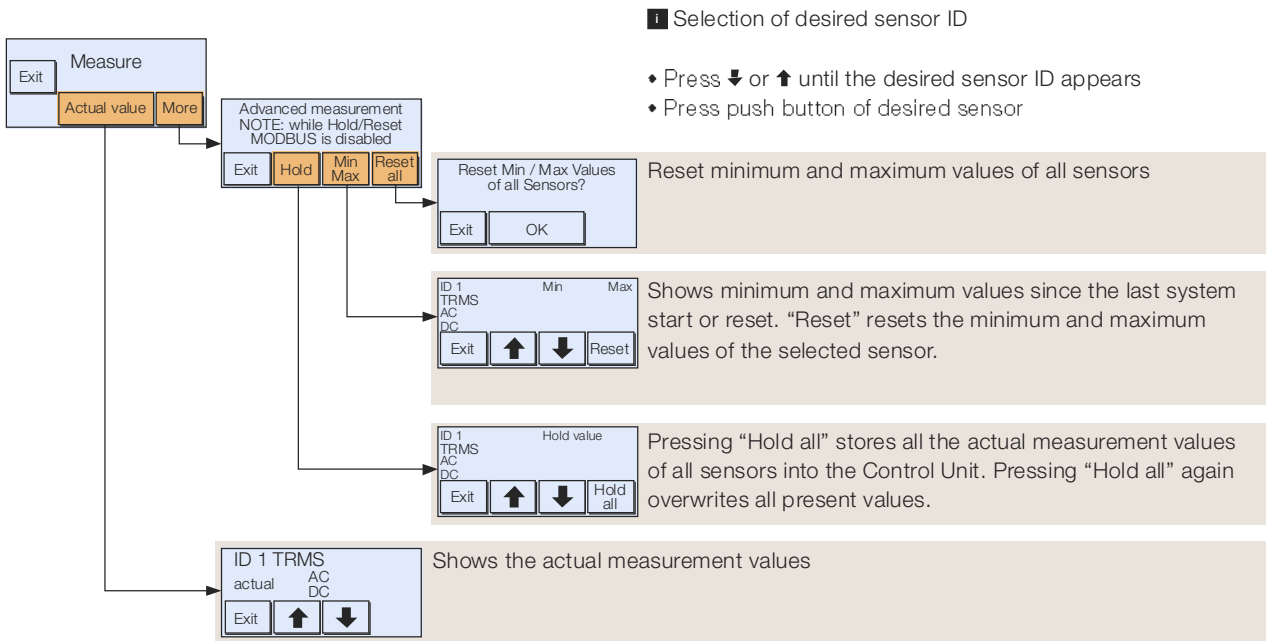 i Selection of desired sensor ID
• Press ⬇ or ⬆ until the desired sensor ID appears
• Press push button of desired sensor
Measure
Exit
Actual value
More
Advanced measurement
NOTE: while Hold/Reset
MODBUS is disabled
Exit
Hold
Min
Max
Reset
all
Reset Min / Max Values
of all Sensors?
Exit
OK
Reset minimum and maximum values of all sensors
ID 1 Min Max
TRMS
AC
DC
Exit
Reset
Shows minimum and maximum values since the last system
start or reset. “Reset” resets the minimum and maximum
values of the selected sensor.
ID 1 Hold value
TRMS
AC
DC
Exit
Hold
all
Pressing “Hold all” stores all the actual measurement values
of all sensors into the Control Unit. Pressing “Hold all” again
overwrites all present values.
ID 1 TRMS
actual AC
DC
Exit
Shows the actual measurement values